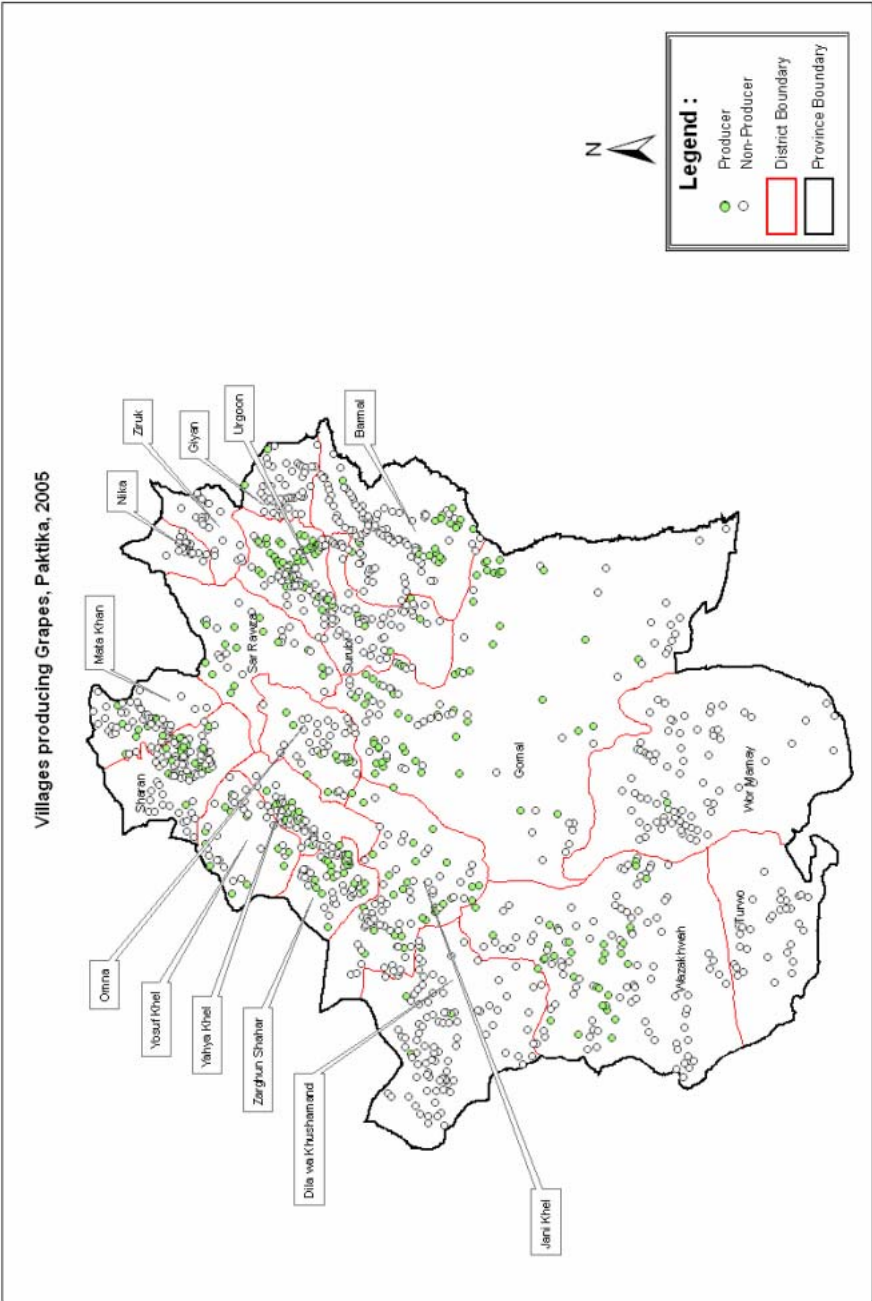 Villages producing Grapes, Paktika, 2005
Mata Khan
Nika
Ziruk
Giyan
Urgoon
Barmal
Sharan
Sar Rawza
Surubi
Omna
Yosuf Khel
Yahya Khel
Zarghun Shahar
Dila wa Khushamand
Jani Khel
Gomal
Wazakhwah
Wor Mamay
Turwo
N
Legend :
Producer
Non-Producer
District Boundary
Province Boundary